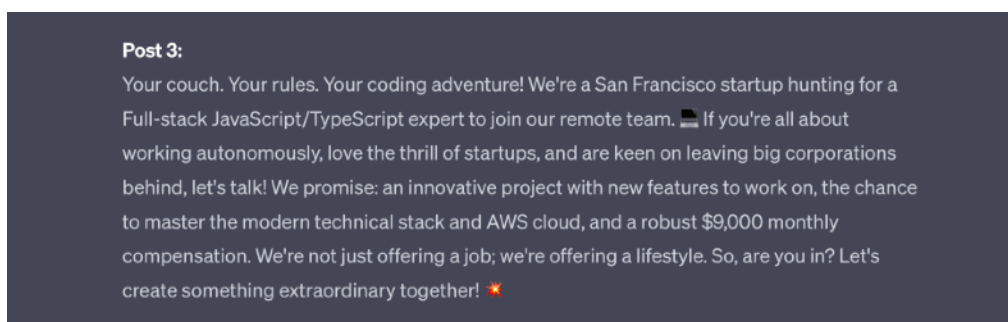 Post 3:
Your couch. Your rules. Your coding adventure! We're a San Francisco startup hunting for a
Full-stack JavaScript/TypeScript expert to join our remote team. 💻 If you're all about
working autonomously, love the thrill of startups, and are keen on leaving big corporations
behind, let's talk! We promise: an innovative project with new features to work on, the chance
to master the modern technical stack and AWS cloud, and a robust $9,000 monthly
compensation. We're not just offering a job; we're offering a lifestyle. So, are you in? Let's
create something extraordinary together! 💥